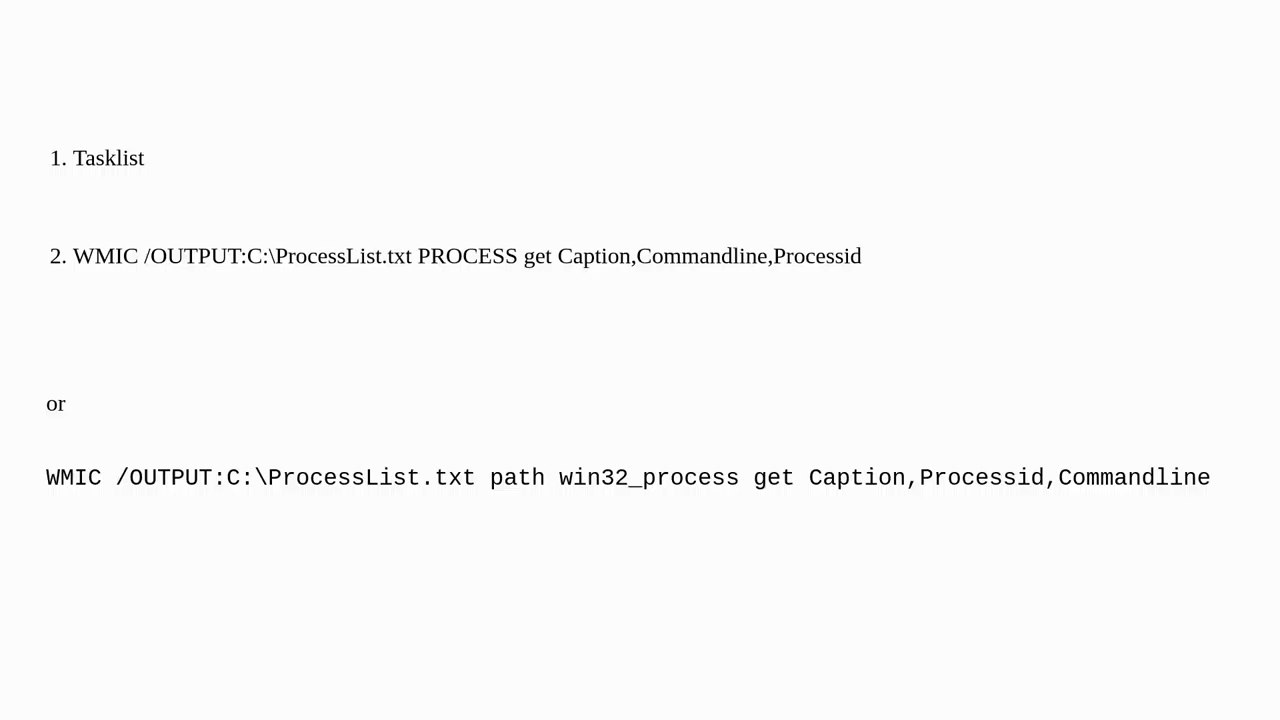 1. Tasklist
2. WMIC /OUTPUT:C:\ProcessList.txt PROCESS get Caption,Commandline,Processid
or
WMIC /OUTPUT:C:\ProcessList.txt path win32_process get Caption,Processid,Commandline